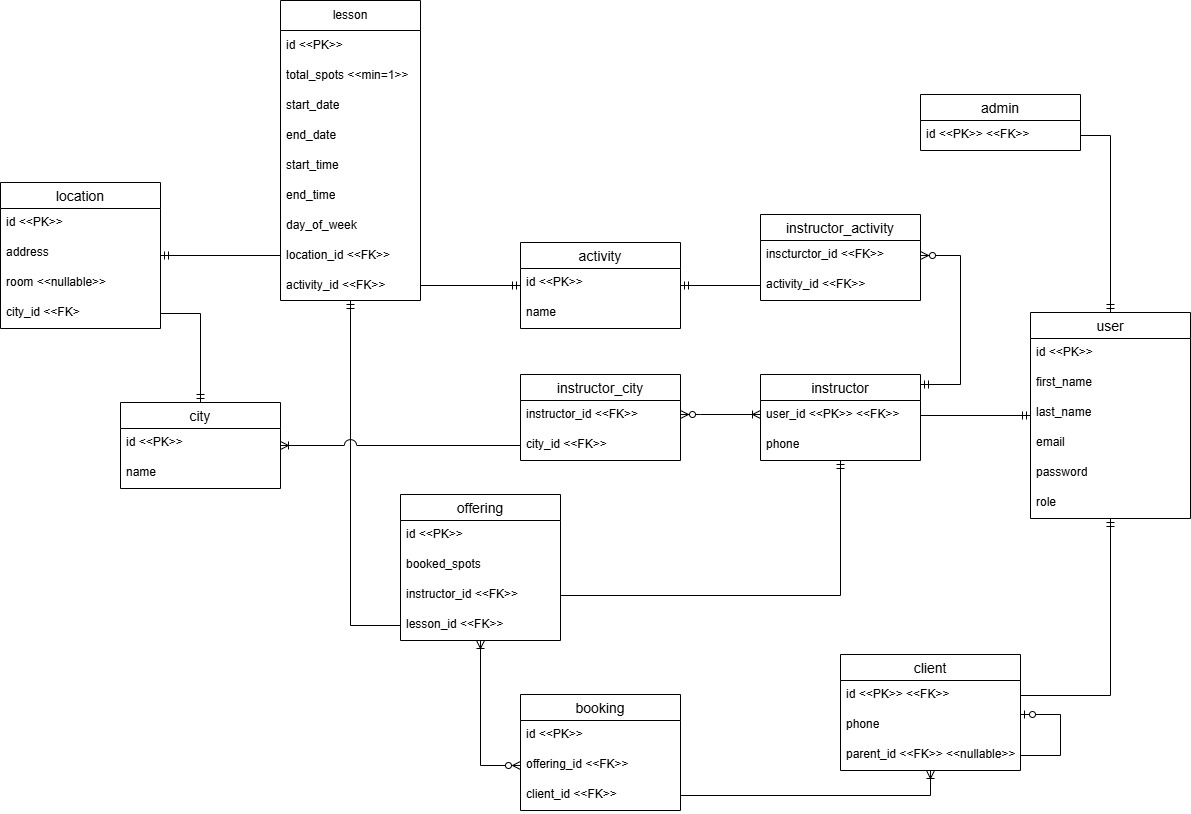 lesson
id <<PK>>
total_spots <<min=1>>
start_date
end_date
start_time
end_time
day_of_week
location_id <<FK>>
activity_id <<FK>>
admin
id <<PK>> <<FK>>
location
id <<PK>>
address
room <<nullable>>
city_id <<FK>
activity
id <<PK>>
name
instructor_activity
inscturctor_id <<FK>>
activity_id <<FK>>
user
id <<PK>>
first_name
last_name
email
password
role
city
id <<PK>>
name
instructor_city
instructor_id <<FK>>
city_id <<FK>>
instructor
user_id <<PK>> <<FK>>
phone
offering
id <<PK>>
booked_spots
instructor_id <<FK>>
lesson_id <<FK>>
client
id <<PK>> <<FK>>
phone
parent_id <<FK>> <<nullable>>
booking
id <<PK>>
offering_id <<FK>>
client_id <<FK>>